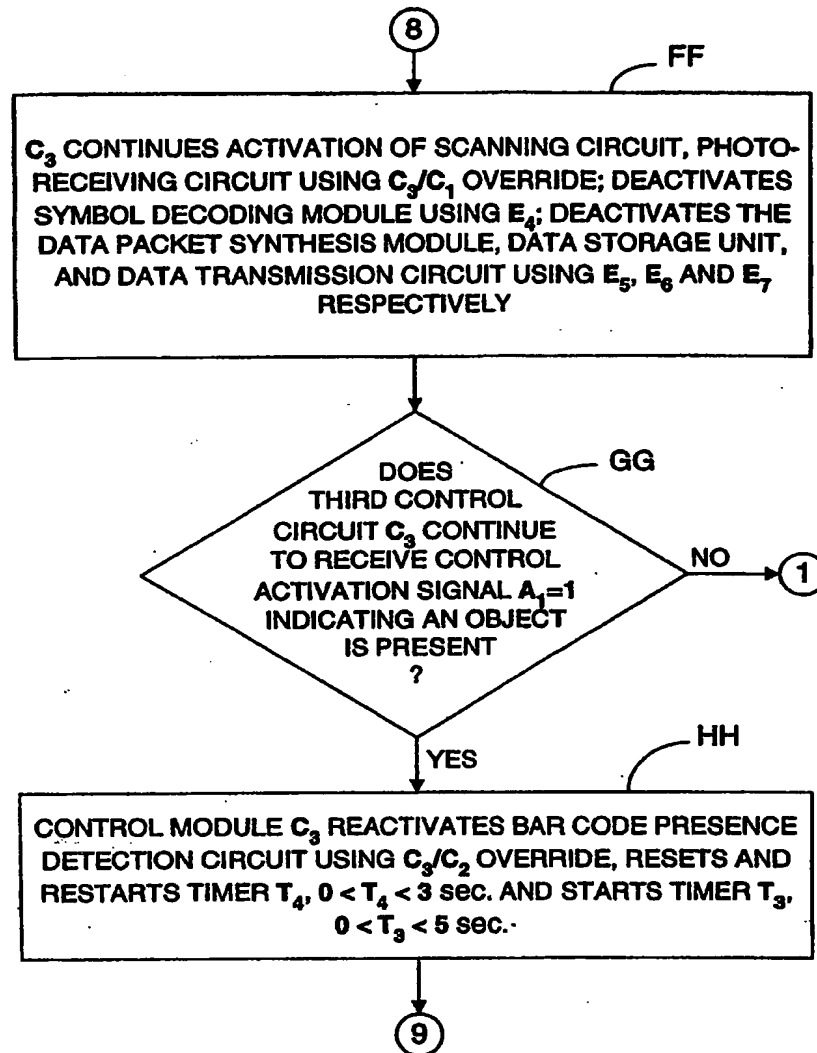 8
FF
C3 CONTINUES ACTIVATION OF SCANNING CIRCUIT, PHOTO-
RECEIVING CIRCUIT USING C3/C1 OVERRIDE; DEACTIVATES
SYMBOL DECODING MODULE USING E4; DEACTIVATES THE
DATA PACKET SYNTHESIS MODULE, DATA STORAGE UNIT,
AND DATA TRANSMISSION CIRCUIT USING E5, E6 AND E7
RESPECTIVELY
GG
DOES
THIRD CONTROL
CIRCUIT C3 CONTINUE
TO RECEIVE CONTROL
ACTIVATION SIGNAL A1=1
INDICATING AN OBJECT
IS PRESENT
?
NO
1
YES
HH
CONTROL MODULE C3 REACTIVATES BAR CODE PRESENCE
DETECTION CIRCUIT USING C3/C2 OVERRIDE, RESETS AND
RESTARTS TIMER T4, 0 < T4 < 3 sec. AND STARTS TIMER T3,
0 < T3 < 5 sec.
9